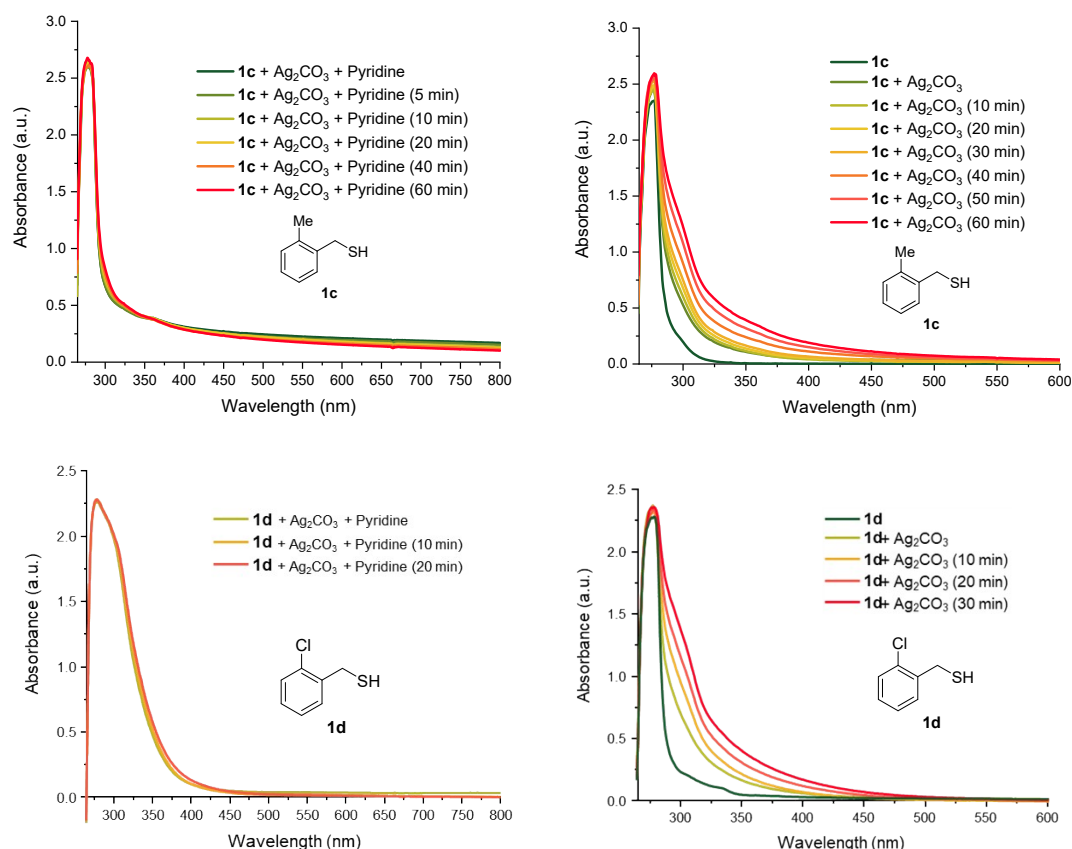 3.0
2.5
2.0
1.5
1.0
0.5
0.0
Absorbance (a.u.)
300 350 400 450 500 550 600 650 700 750 800
Wavelength (nm)
1c + Ag₂CO₃ + Pyridine
1c + Ag₂CO₃ + Pyridine (5 min)
1c + Ag₂CO₃ + Pyridine (10 min)
1c + Ag₂CO₃ + Pyridine (20 min)
1c + Ag₂CO₃ + Pyridine (40 min)
1c + Ag₂CO₃ + Pyridine (60 min)
Me
SH
1c
3.0
2.5
2.0
1.5
1.0
0.5
0.0
Absorbance (a.u.)
300 350 400 450 500 550 600
Wavelength (nm)
1c
1c + Ag₂CO₃
1c + Ag₂CO₃ (10 min)
1c + Ag₂CO₃ (20 min)
1c + Ag₂CO₃ (30 min)
1c + Ag₂CO₃ (40 min)
1c + Ag₂CO₃ (50 min)
1c + Ag₂CO₃ (60 min)
Me
SH
1c
2.5
2.0
1.5
1.0
0.5
0.0
Absorbance (a.u.)
300 350 400 450 500 550 600 650 700 750 800
Wavelength (nm)
1d + Ag₂CO₃ + Pyridine
1d + Ag₂CO₃ + Pyridine (10 min)
1d + Ag₂CO₃ + Pyridine (20 min)
Cl
SH
1d
2.5
2.0
1.5
1.0
0.5
0.0
Absorbance (a.u.)
300 350 400 450 500 550 600
Wavelength (nm)
1d
1d+ Ag₂CO₃
1d+ Ag₂CO₃ (10 min)
1d+ Ag₂CO₃ (20 min)
1d+ Ag₂CO₃ (30 min)
Cl
SH
1d